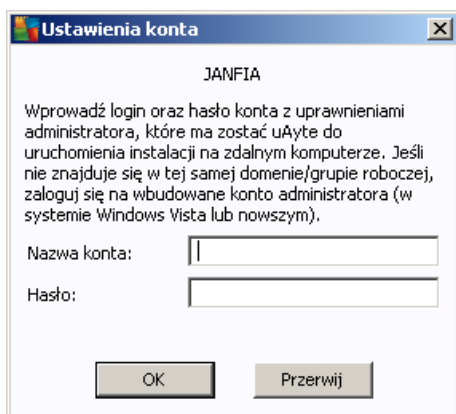 Ustawienia konta
JANFIA
Wprowadź login oraz hasło konta z uprawnieniami
administratora, które ma zostać uAyte do
uruchomienia instalacji na zdalnym komputerze. Jeśli
nie znajduje się w tej samej domenie/grupie roboczej,
zaloguj się na wbudowane konto administratora (w
systemie Windows Vista lub nowszym).
Nazwa konta:
Hasło:
OK
Przerwij